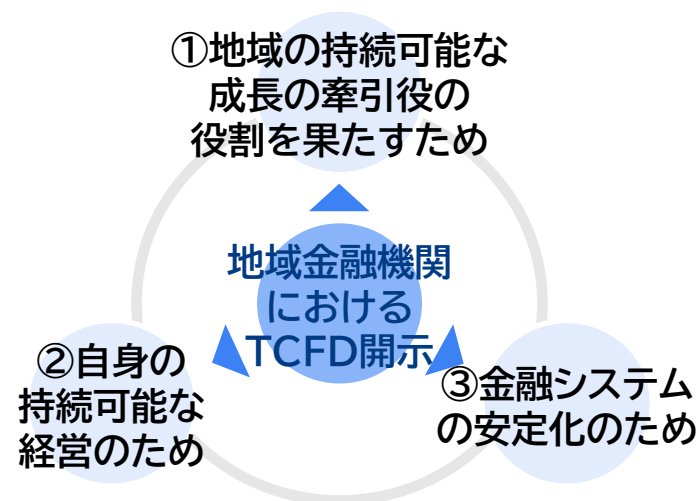 ①地域の持続可能な
成長の牽引役の
役割を果たすため
地域金融機関
における
TCFD開示
②自身の
持続可能な
経営のため
③金融システム
の安定化のため